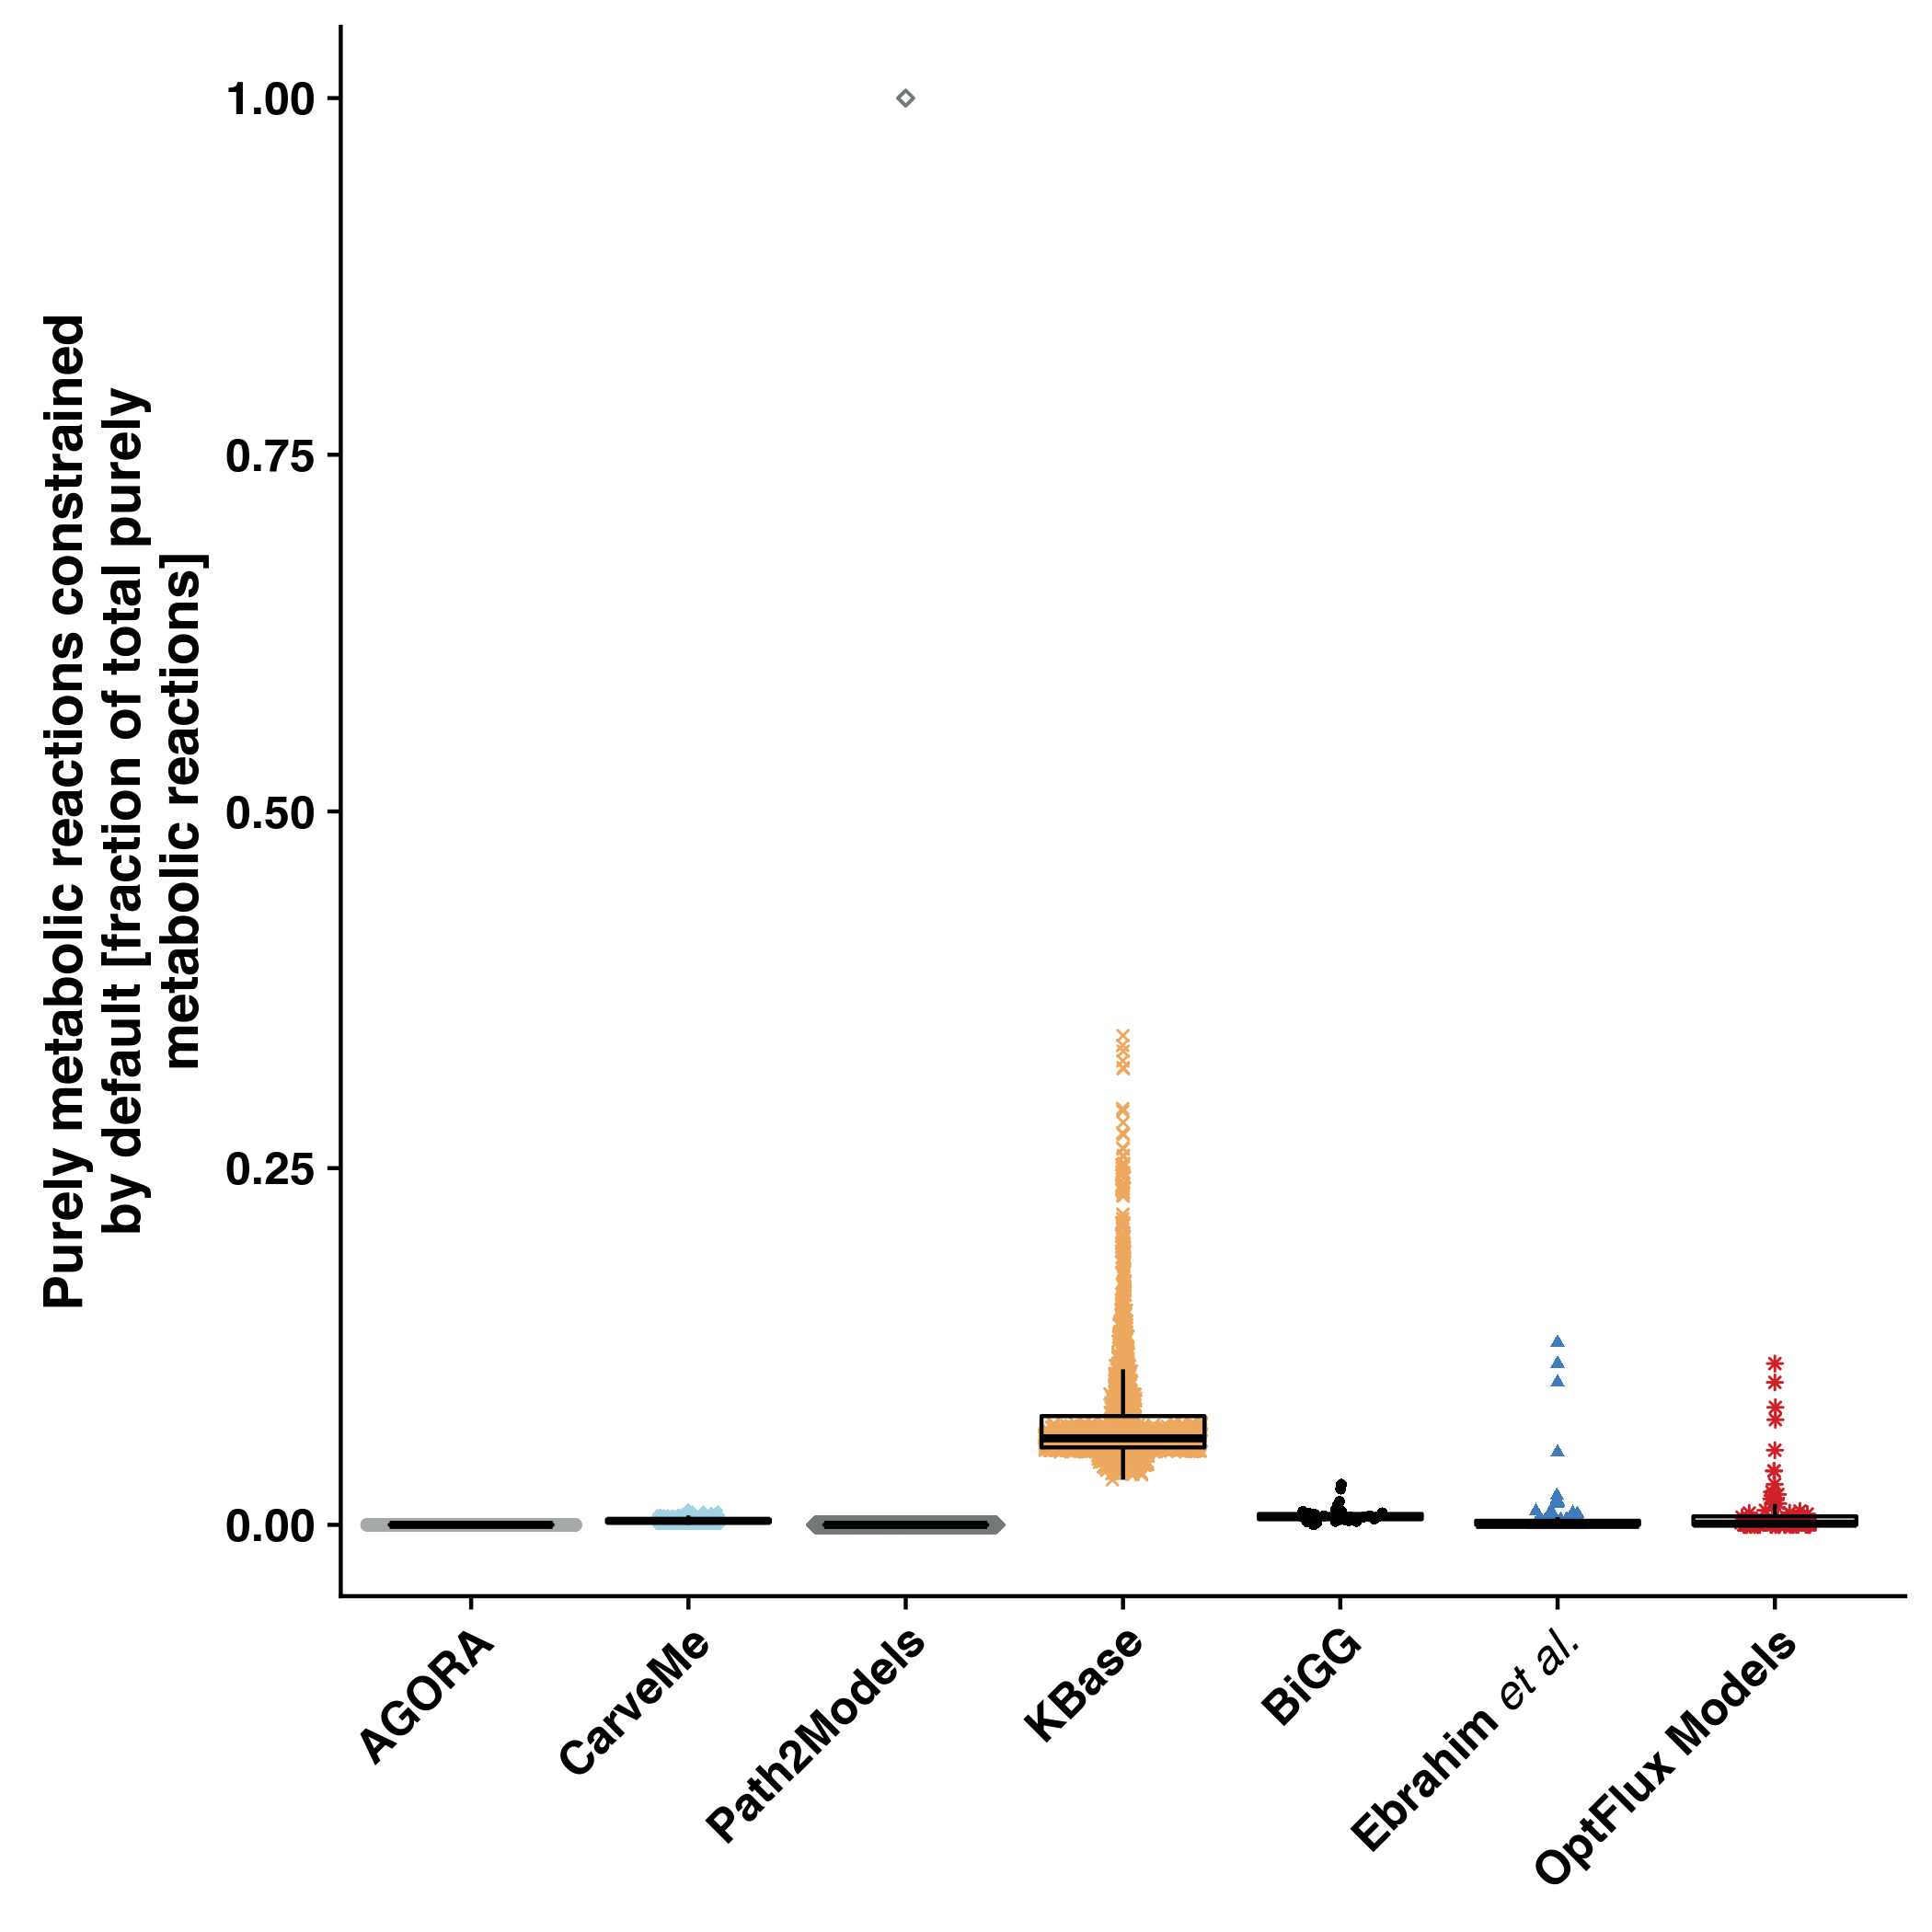 Purely metabolic reactions constrained
by default [fraction of total purely
metabolic reactions]
1.00
0.75
0.50
0.25
0.00
AGORA
CarveMe
Path2Models
KBase
BiGG
Ebrahim et al.
OptFlux Models